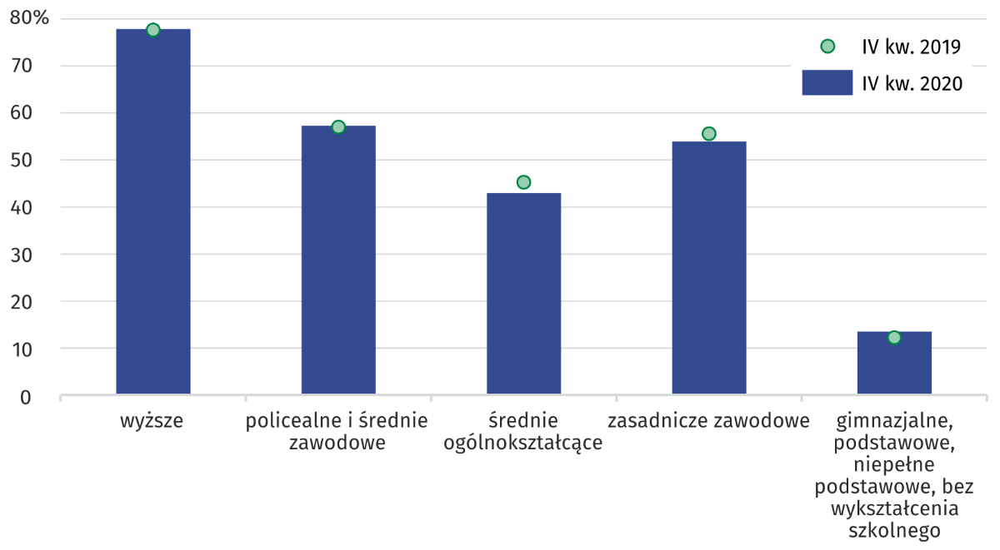 80%
70
60
50
40
30
20
10
0
IV kw. 2019
IV kw. 2020
wyższe
policealne i średnie
zawodowe
średnie
ogólnokształcące
zasadnicze zawodowe
gimnazjalne,
podstawowe,
niepełne
podstawowe, bez
wykształcenia
szkolnego